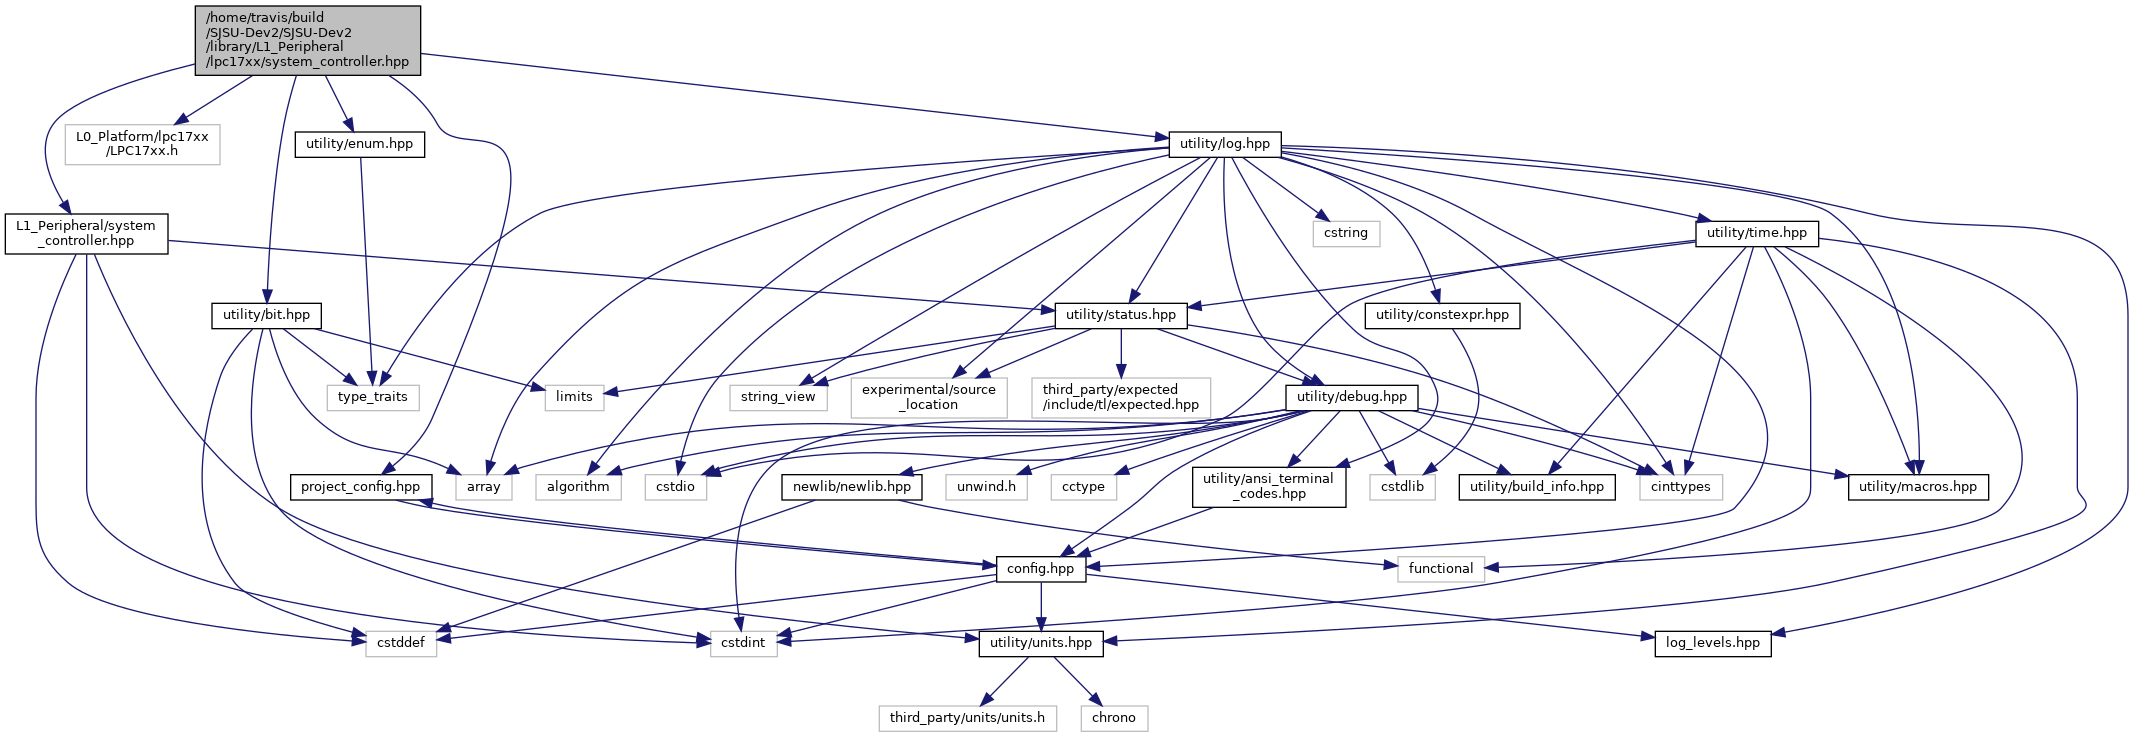 /home/travis/build
/SJSU-Dev2/SJSU-Dev2
/library/L1_Peripheral
/lpc17xx/system_controller.hpp
L0_Platform/lpc17xx
/LPC17xx.h
utility/enum.hpp
utility/log.hpp
L1_Peripheral/system
_controller.hpp
cstring
utility/time.hpp
utility/bit.hpp
utility/status.hpp
utility/constexpr.hpp
type_traits
limits
string_view
experimental/source
_location
third_party/expected
/include/tl/expected.hpp
utility/debug.hpp
project_config.hpp
array
algorithm
cstdio
newlib/newlib.hpp
unwind.h
cctype
utility/ansi_terminal
_codes.hpp
cstdlib
utility/build_info.hpp
cinttypes
utility/macros.hpp
config.hpp
functional
cstddef
cstdint
utility/units.hpp
log_levels.hpp
third_party/units/units.h
chrono